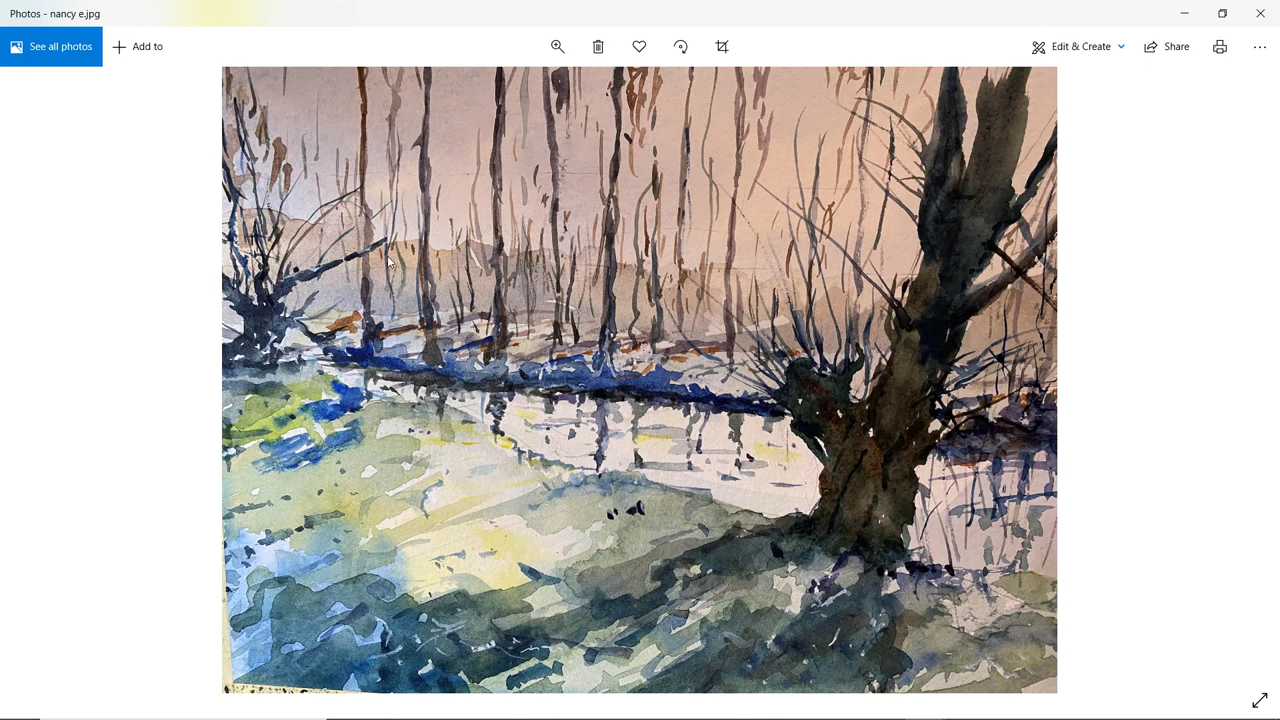 Photos - nancy e.jpg
See all photos
Add to
Edit & Create
Share